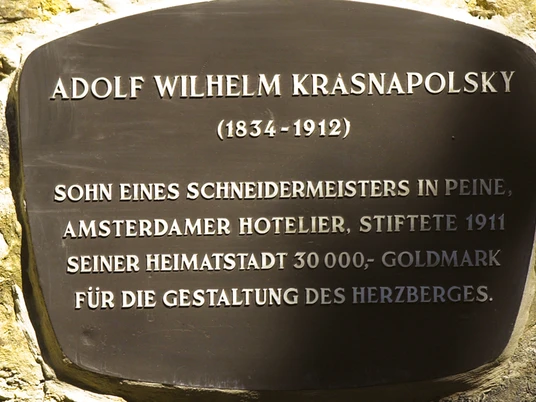 ADOLF WILHELM KRASNAPOLSKY
(1834-1912)
SOHN EINES SCHNEIDERMEISTERS IN PEINE,
AMSTERDAMER HOTELIER, STIFTETE 1911
SEINER HEIMATSTADT 30 000,- GOLDMARK
FÜR DIE GESTALTUNG DES HERZBERGES.